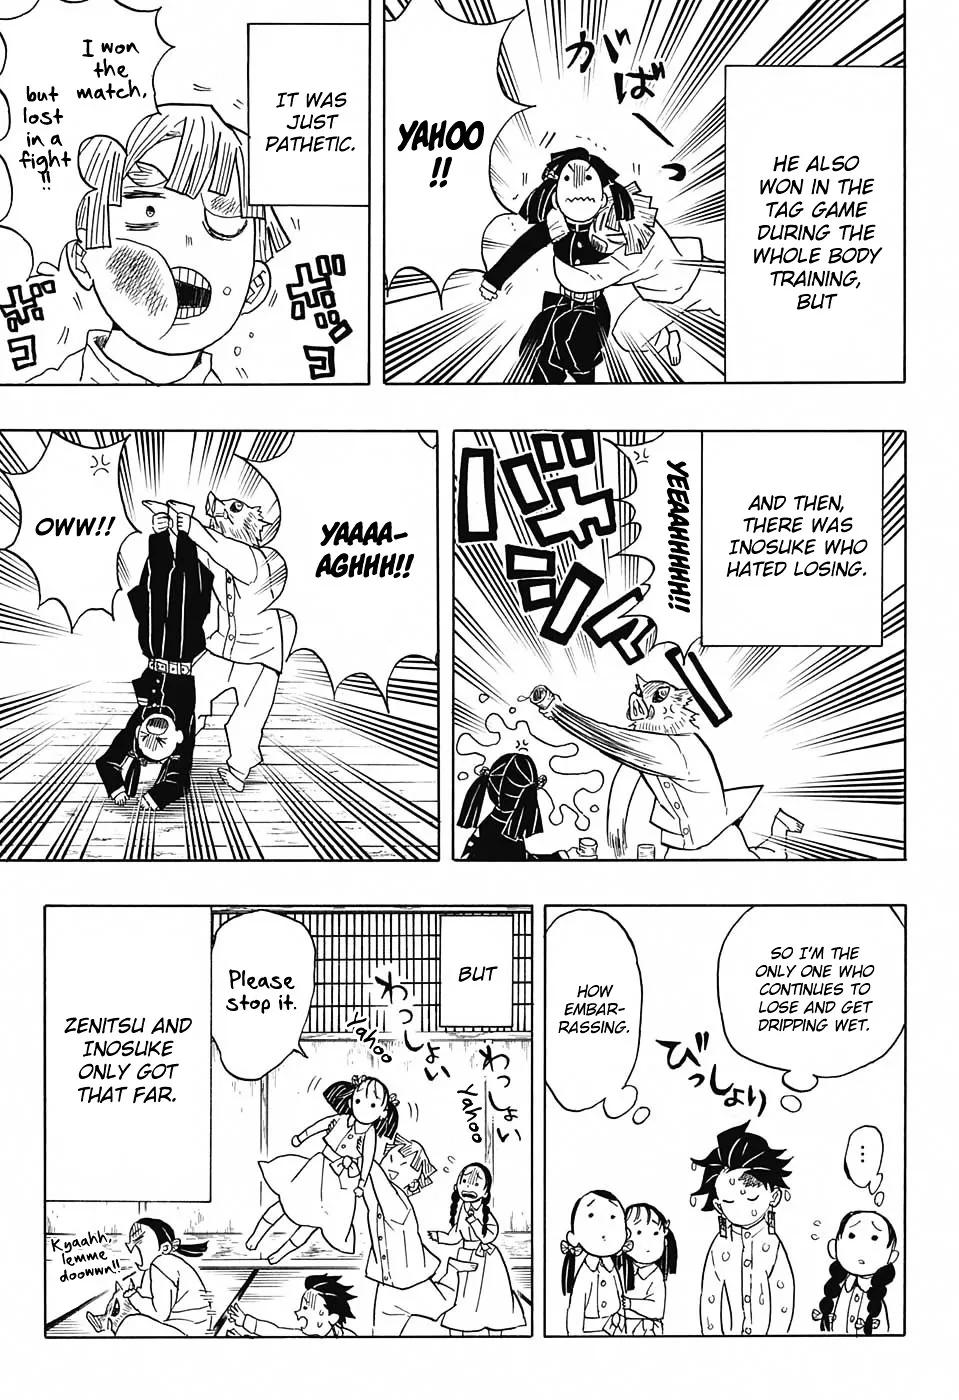 HE ALSO
WON IN THE
TAG GAME
DURING THE
WHOLE BODY
TRAINING,
BUT
がばーっ
YAHOO
!!
IT WAS
JUST
PATHETIC.
I won
the
match,
but
lost
in a
fight
!!
AND THEN,
THERE WAS
INOSUKE WHO
HATED LOSING.
YEEAAHHHHH!!
YAAAA-
AGHHH!!
OWW!!
SO I'M THE
ONLY ONE WHO
CONTINUES TO
LOSE AND GET
DRIPPING WET.
HOW
EMBAR-
RASSING.
びっしょり
...
BUT
Please
stop it.
わっしょい
Yahoo
わっしょい
Yahoo
ZENITSU AND
INOSUKE
ONLY GOT
THAT FAR.
Kyaahh,
lemme
doowwn!!